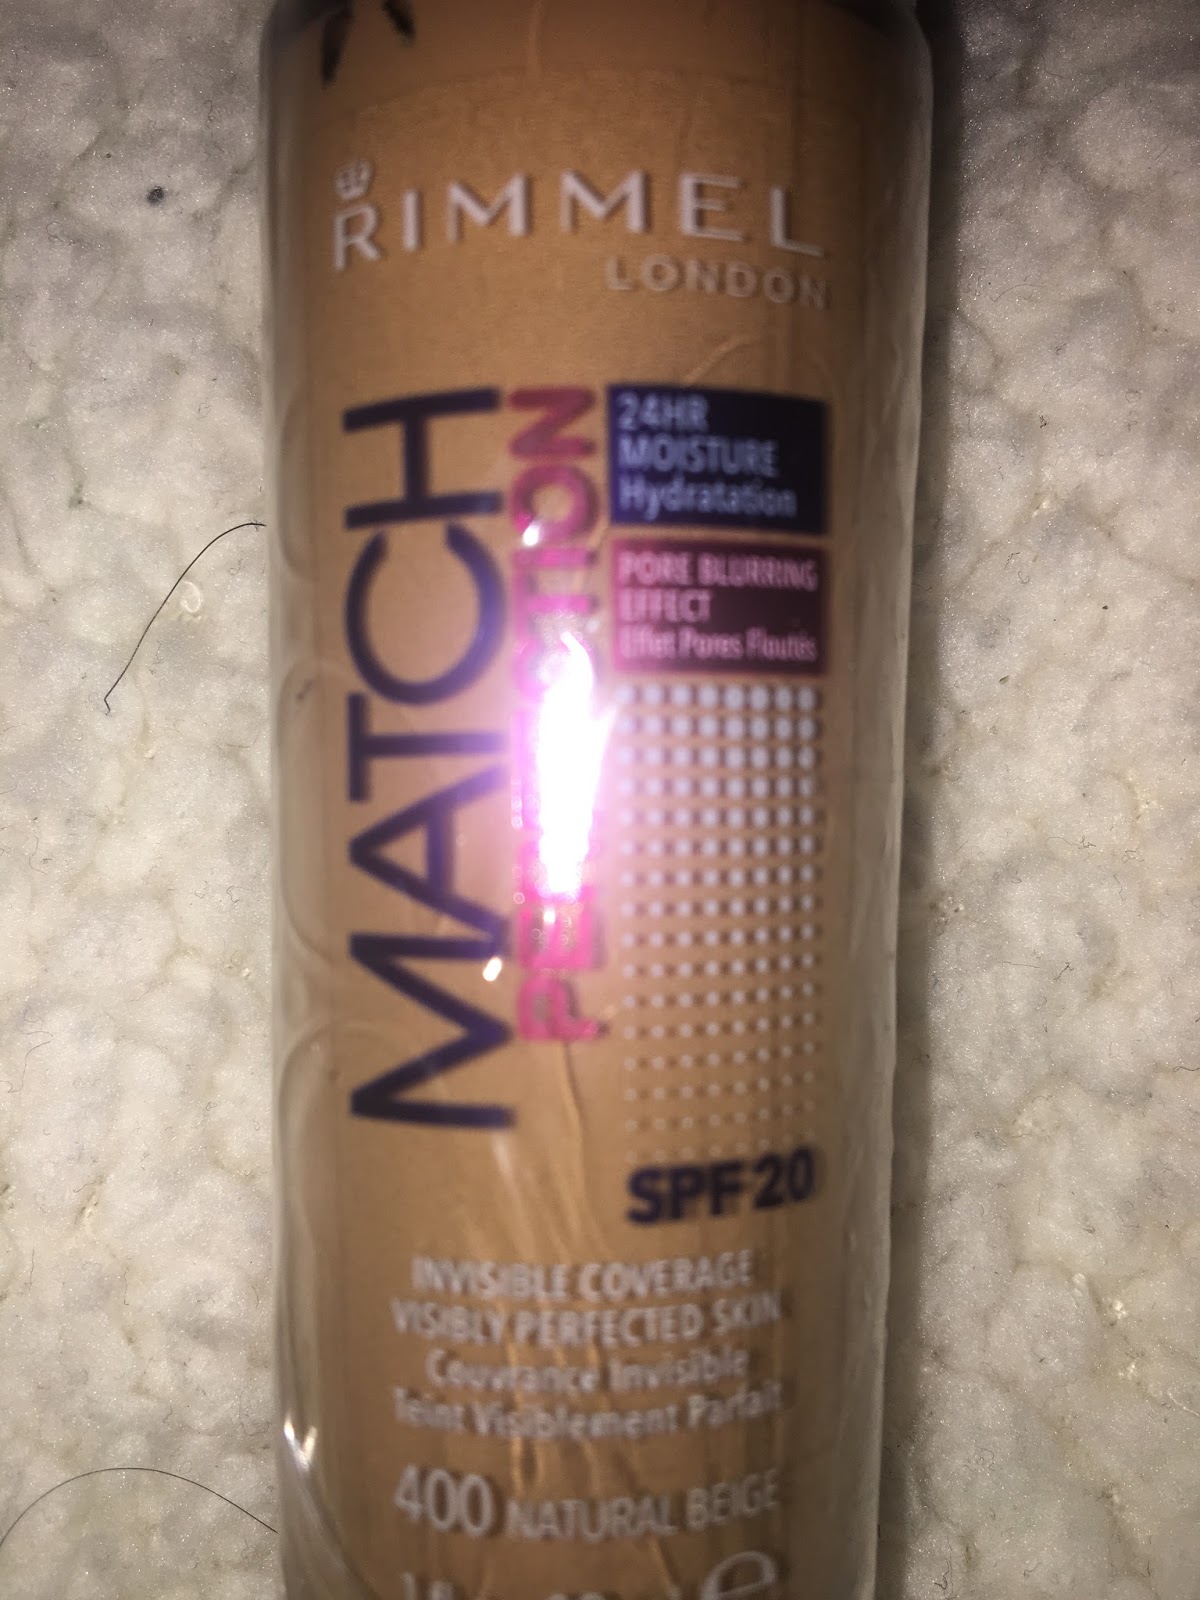 RIMMEL
LONDON
MATCH
PERFECTION
24HR
MOISTURE
Hydratation
PORE BLURRING
EFFECT
Effet Pores Floutés
SPF 20
INVISIBLE COVERAGE
VISIBLY PERFECTED SKIN
Couvrance Invisible
Teint Visiblement Parfait
400 NATURAL BEIGE
℮